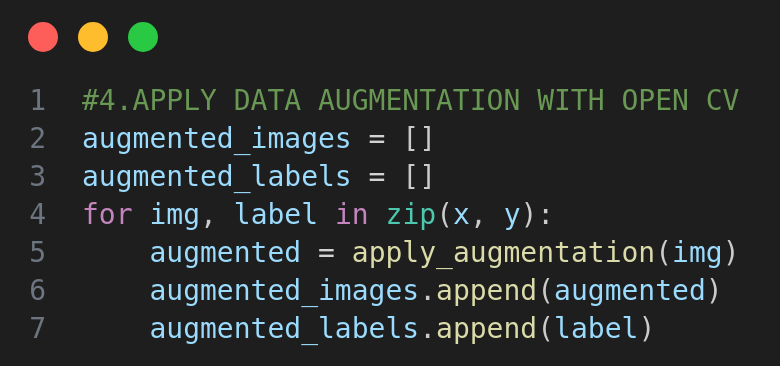 1 #4.APPLY DATA AUGMENTATION WITH OPEN CV
2 augmented_images = []
3 augmented_labels = []
4 for img, label in zip(x, y):
5     augmented = apply_augmentation(img)
6     augmented_images.append(augmented)
7     augmented_labels.append(label)